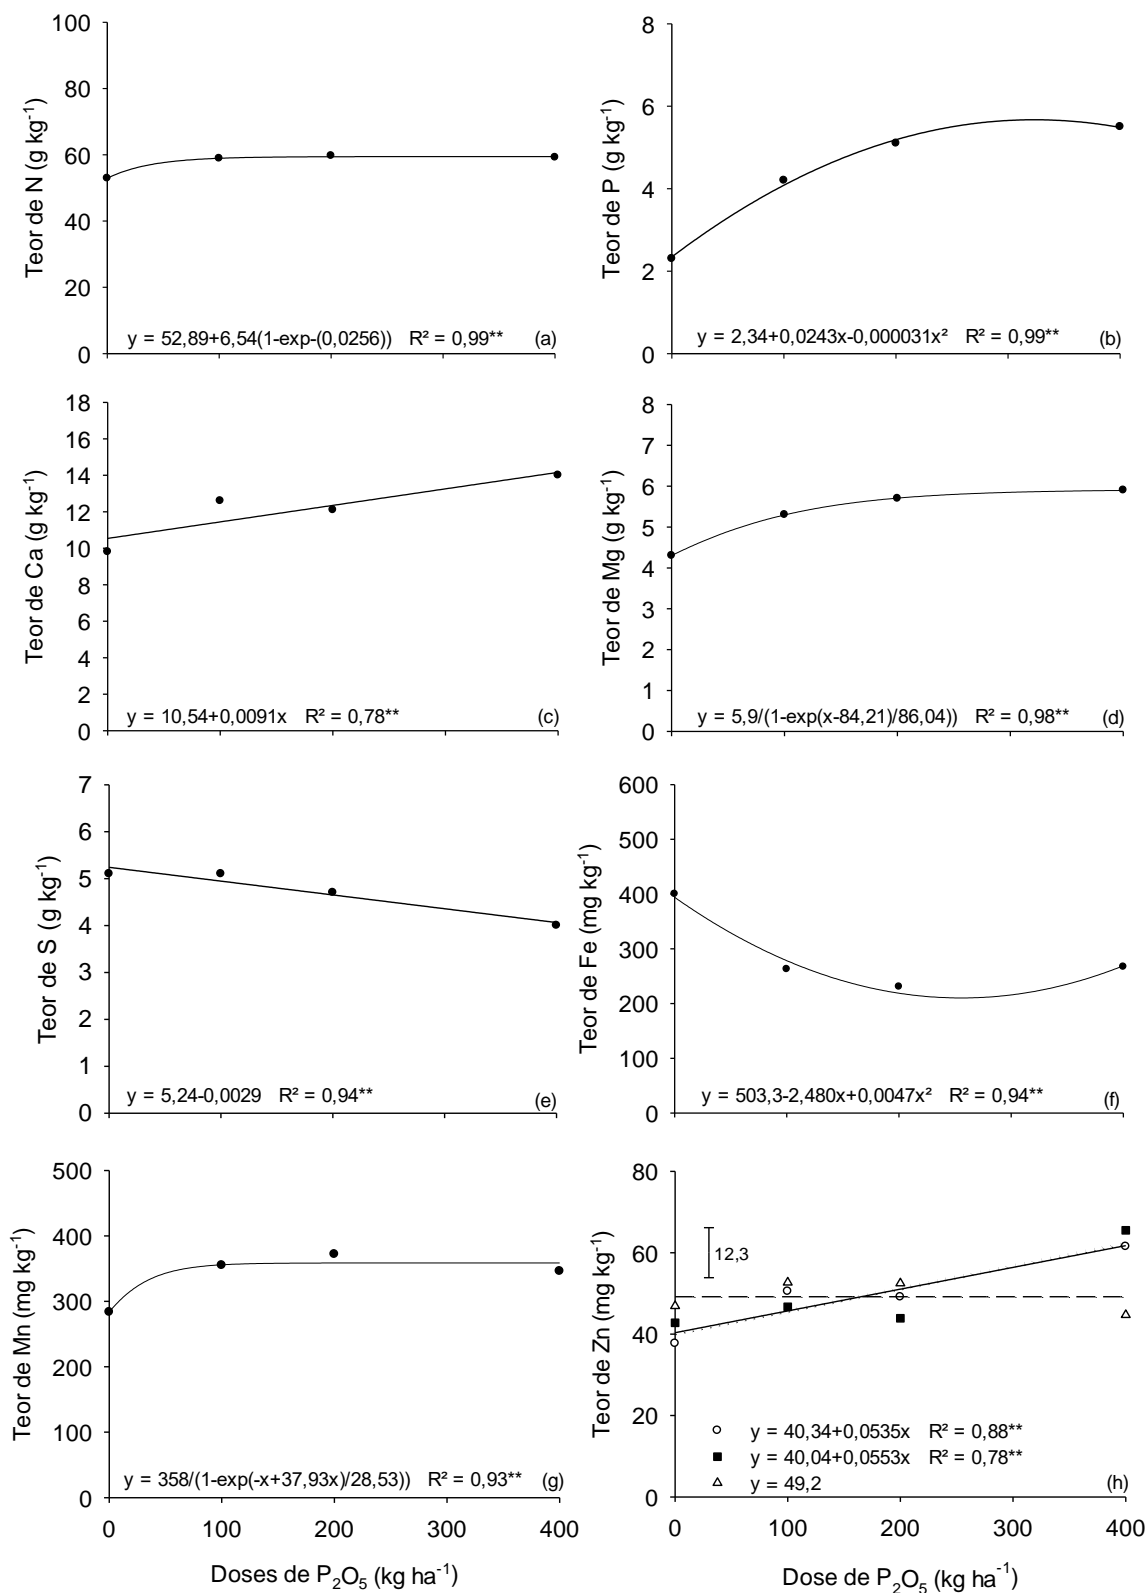 100
80
60
40
20
0
Teor de N (g kg⁻¹)
y = 52,89+6,54(1-exp-(0,0256)) R² = 0,99**
(a)
8
6
4
2
0
Teor de P (g kg⁻¹)
y = 2,34+0,0243x-0,000031x² R² = 0,99**
(b)
18
16
14
12
10
8
6
4
2
0
Teor de Ca (g kg⁻¹)
y = 10,54+0,0091x R² = 0,78**
(c)
8
7
6
5
4
3
2
1
0
Teor de Mg (g kg⁻¹)
y = 5,9/(1-exp(x-84,21)/86,04)) R² = 0,98**
(d)
7
6
5
4
3
2
1
0
Teor de S (g kg⁻¹)
y = 5,24-0,0029 R² = 0,94**
(e)
600
500
400
300
200
100
0
Teor de Fe (mg kg⁻¹)
y = 503,3-2,480x+0,0047x² R² = 0,94**
(f)
500
400
300
200
100
0
Teor de Mn (mg kg⁻¹)
y = 358/(1-exp(-x+37,93x)/28,53)) R² = 0,93**
(g)
0 100 200 300 400
Doses de P₂O₅ (kg ha⁻¹)
80
60
40
20
0
Teor de Zn (mg kg⁻¹)
12,3
y = 40,34+0,0535x R² = 0,88**
y = 40,04+0,0553x R² = 0,78**
y = 49,2
(h)
0 100 200 300 400
Dose de P₂O₅ (kg ha⁻¹)